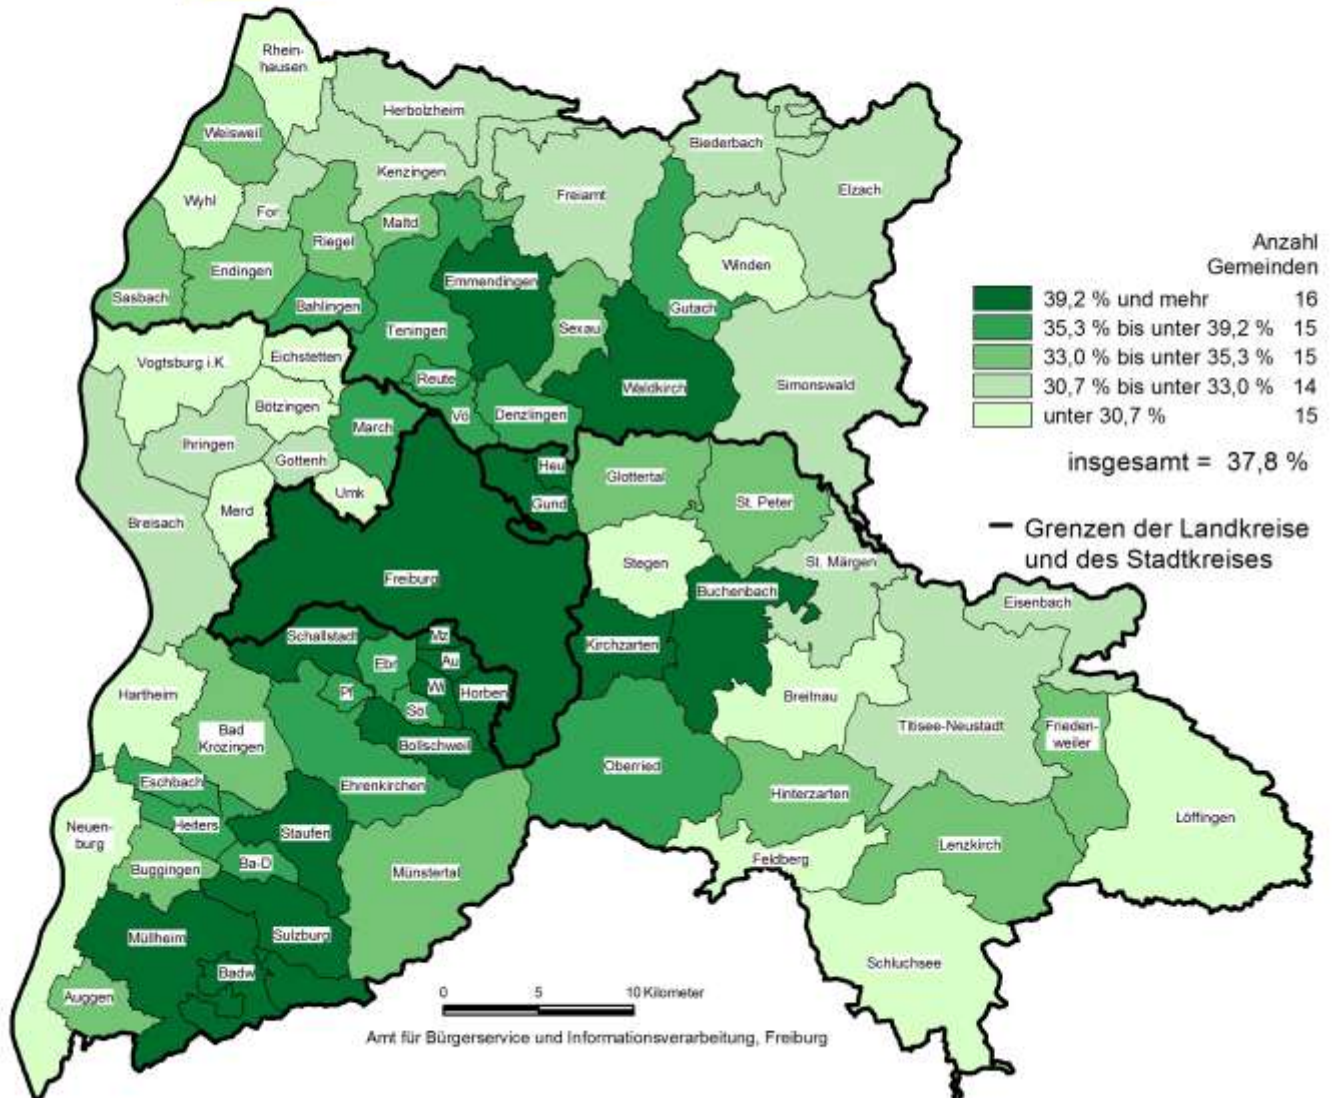 Rhein-
hausen
Herbolzheim
Weisweil
Biederbach
Kenzingen
Elzach
Freiamt
Wyhl
For
Maltd
Riegel
Winden
Endingen
Emmendingen
Sasbach
Bahlingen
Gutach
Teningen
Sexau
Vogtsburg i.K.
Eichstetten
Reute
Waldkirch
Simonswald
Bötzingen
March
Vö
Denzlingen
Ihringen
Gottenh
Heu
Glottertal
Umk
Gund
St. Peter
Merd
Breisach
Stegen
St. Märgen
Freiburg
Buchenbach
Eisenbach
Schallstadt
Mz
Kirchzarten
Ebr
Au
Hartheim
Pf
Wi
Horben
Breitnau
Söl
Titisee-Neustadt
Frieden-
weiler
Bad
Krozingen
Bollschweil
Oberried
Eschbach
Ehrenkirchen
Hinterzarten
Heiters
Neuen-
burg
Staufen
Löffingen
Lenzkirch
Feldberg
Ba-D
Buggingen
Münstertal
Müllheim
Sulzburg
Schluchsee
Badw
Auggen
Anzahl
Gemeinden
39,2 % und mehr 16
35,3 % bis unter 39,2 % 15
33,0 % bis unter 35,3 % 15
30,7 % bis unter 33,0 % 14
unter 30,7 % 15
insgesamt = 37,8 %
Grenzen der Landkreise
und des Stadtkreises
0 5 10 Kilometer
Amt für Bürgerservice und Informationsverarbeitung, Freiburg